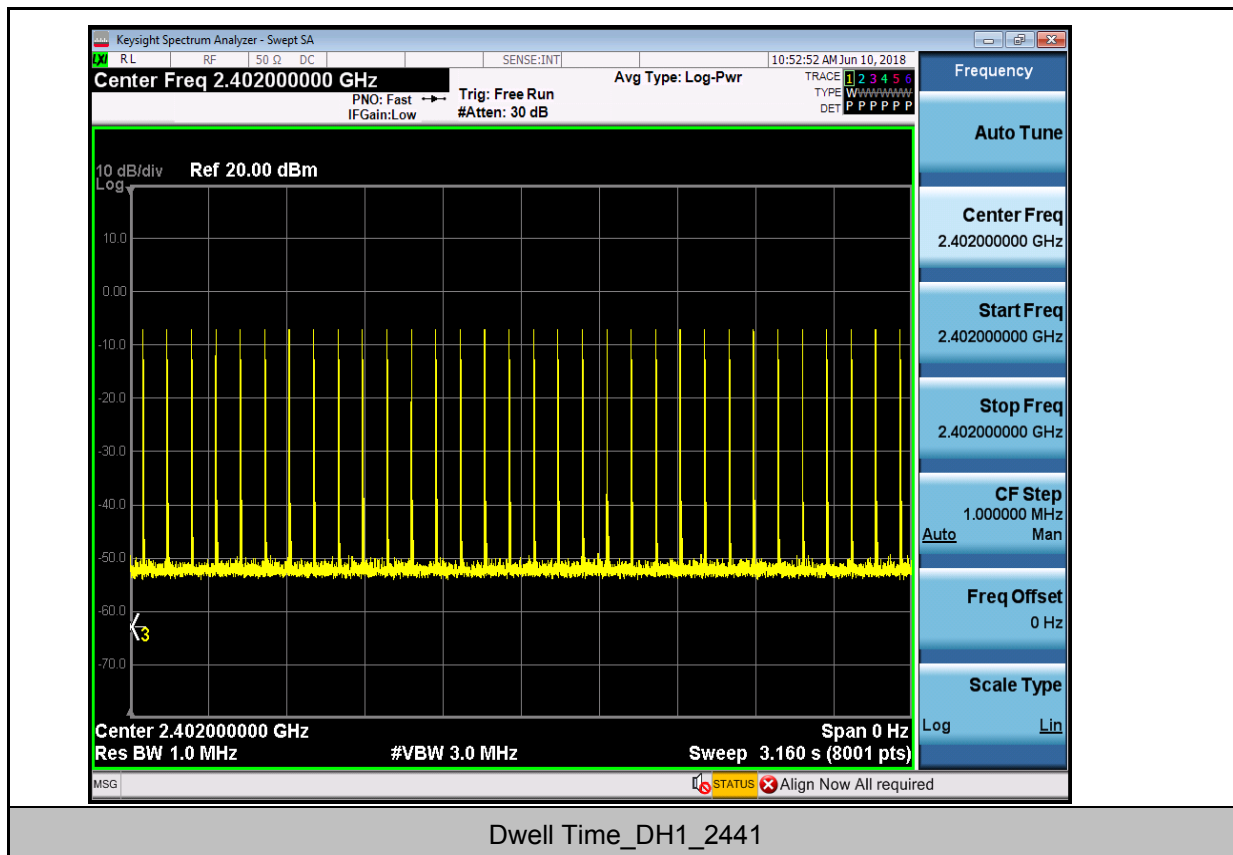 Keysight Spectrum Analyzer - Swept SA
LXI RL RF 50 Ω DC SENSE:INT 10:52:52 AM Jun 10, 2018
Center Freq 2.402000000 GHz Avg Type: Log-Pwr TRACE 1 2 3 4 5 6
PNO: Fast Trig: Free Run TYPE WWWWWW
IFGain:Low #Atten: 30 dB DET P P P P P P
10 dB/div Ref 20.00 dBm
Log
10.0
0.00
-10.0
-20.0
-30.0
-40.0
-50.0
-60.0
3
-70.0
Center 2.402000000 GHz Span 0 Hz
Res BW 1.0 MHz #VBW 3.0 MHz Sweep 3.160 s (8001 pts)
MSG STATUS Align Now All required
Frequency
Auto Tune
Center Freq
2.402000000 GHz
Start Freq
2.402000000 GHz
Stop Freq
2.402000000 GHz
CF Step
1.000000 MHz
Auto Man
Freq Offset
0 Hz
Scale Type
Log Lin
Dwell Time_DH1_2441